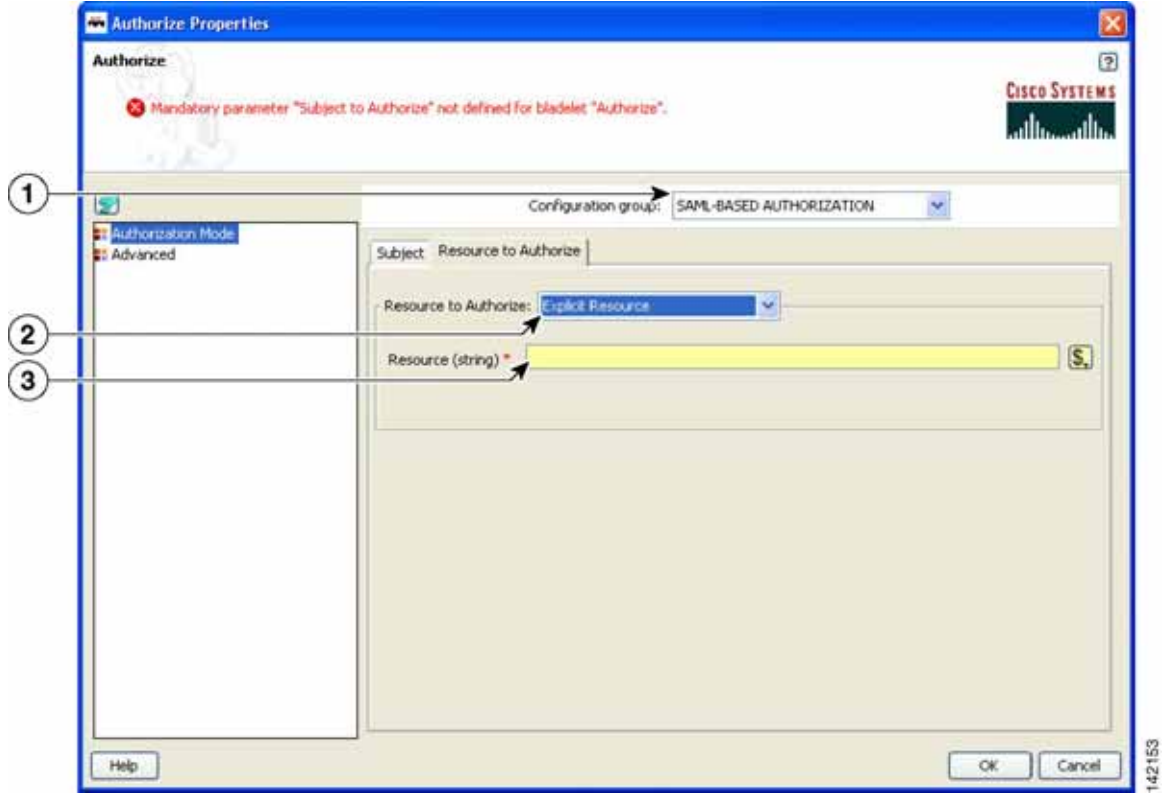 Authorize Properties
Authorize
?
Mandatory parameter "Subject to Authorize" not defined for bladelet "Authorize".
CISCO SYSTEMS
1
Configuration group: SAML-BASED AUTHORIZATION
Authorization Mode
Advanced
Subject Resource to Authorize
Resource to Authorize: Explicit Resource
2
Resource (string) *
$
3
Help OK Cancel
142153